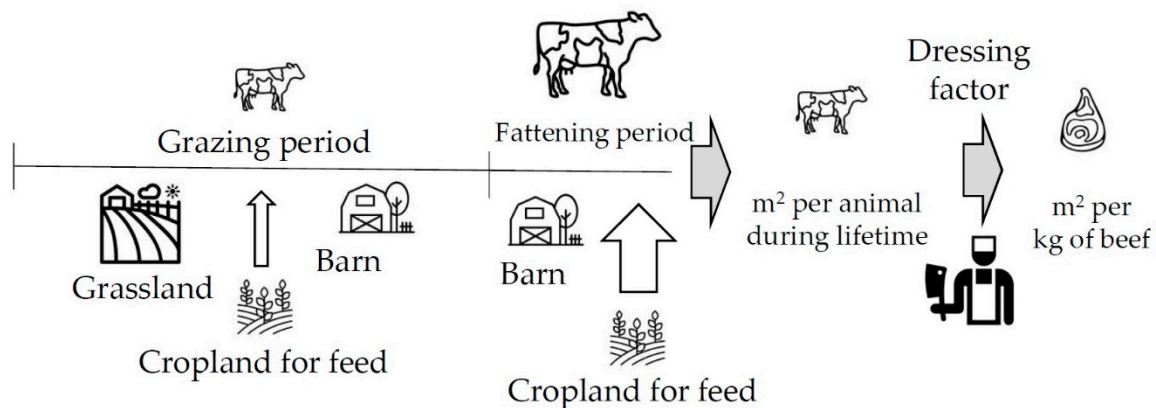 Grazing period
Grassland
Barn
Cropland for feed
Fattening period
Barn
Cropland for feed
m² per animal
during lifetime
Dressing
factor
m² per
kg of beef